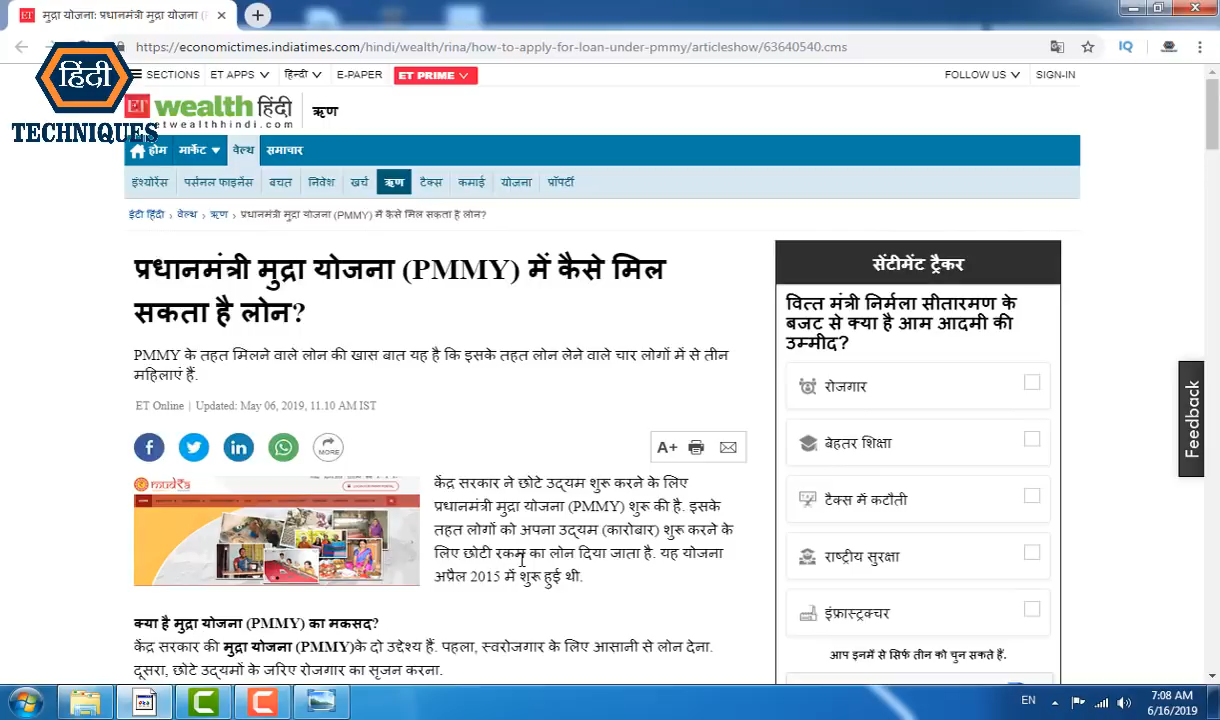 मुद्रा योजना: प्रधानमंत्री मुद्रा योजना (
https://economictimes.indiatimes.com/hindi/wealth/rina/how-to-apply-for-loan-under-pmmy/articleshow/63640540.cms
IQ
हिंदी
TECHNIQUES
SECTIONS ET APPS हिन्दी E-PAPER ET PRIME FOLLOW US SIGN-IN
ET wealth हिंदी ऋण
etwealthhindi.com
होम मार्केट वेल्थ समाचार
इंश्योरेंस पर्सनल फाइनेंस बचत निवेश खर्च ऋण टैक्स कमाई योजना प्रॉपर्टी
ईटी हिंदी › वेल्थ › ऋण › प्रधानमंत्री मुद्रा योजना (PMMY) में कैसे मिल सकता है लोन?
प्रधानमंत्री मुद्रा योजना (PMMY) में कैसे मिल
सकता है लोन?
PMMY के तहत मिलने वाले लोन की खास बात यह है कि इसके तहत लोन लेने वाले चार लोगों में से तीन
महिलाएं हैं.
ET Online | Updated: May 06, 2019, 11.10 AM IST
MORE
A+
mudra
केंद्र सरकार ने छोटे उद्यम शुरू करने के लिए
प्रधानमंत्री मुद्रा योजना (PMMY) शुरू की है. इसके
तहत लोगों को अपना उद्यम (कारोबार) शुरू करने के
लिए छोटी रकम का लोन दिया जाता है. यह योजना
अप्रैल 2015 में शुरू हुई थी.
क्या है मुद्रा योजना (PMMY) का मकसद?
केंद्र सरकार की मुद्रा योजना (PMMY)के दो उद्देश्य हैं. पहला, स्वरोजगार के लिए आसानी से लोन देना.
दूसरा, छोटे उद्यमों के जरिए रोजगार का सृजन करना.
सेंटीमेंट ट्रैकर
वित्त मंत्री निर्मला सीतारमण के
बजट से क्या है आम आदमी की
उम्मीद?
रोजगार
बेहतर शिक्षा
टैक्स में कटौती
राष्ट्रीय सुरक्षा
इंफ्रास्ट्रक्चर
आप इनमें से सिर्फ तीन को चुन सकते हैं.
Feedback
EN
7:08 AM
6/16/2019